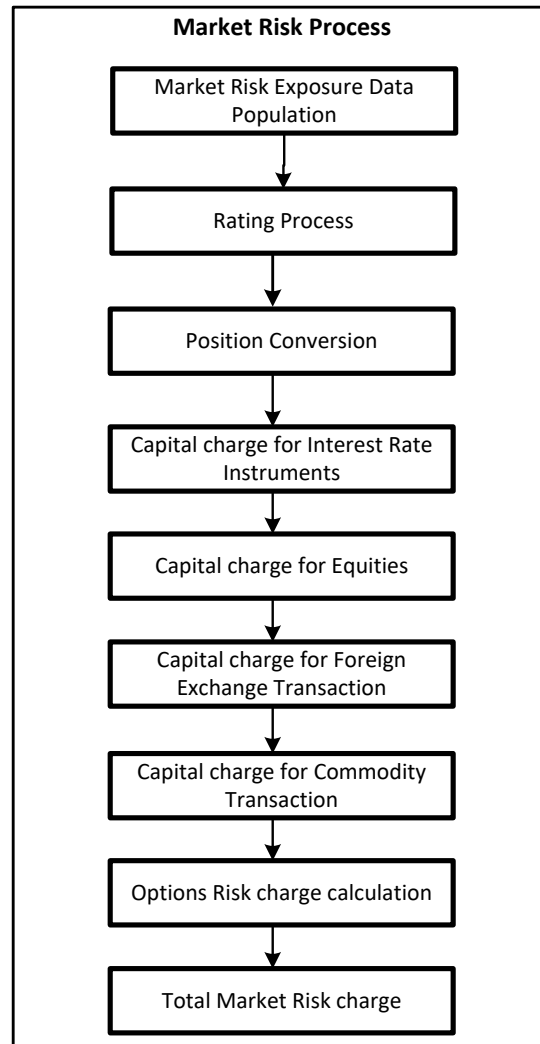 Market Risk Process
Market Risk Exposure Data
Population
Rating Process
Position Conversion
Capital charge for Interest Rate
Instruments
Capital charge for Equities
Capital charge for Foreign
Exchange Transaction
Capital charge for Commodity
Transaction
Options Risk charge calculation
Total Market Risk charge